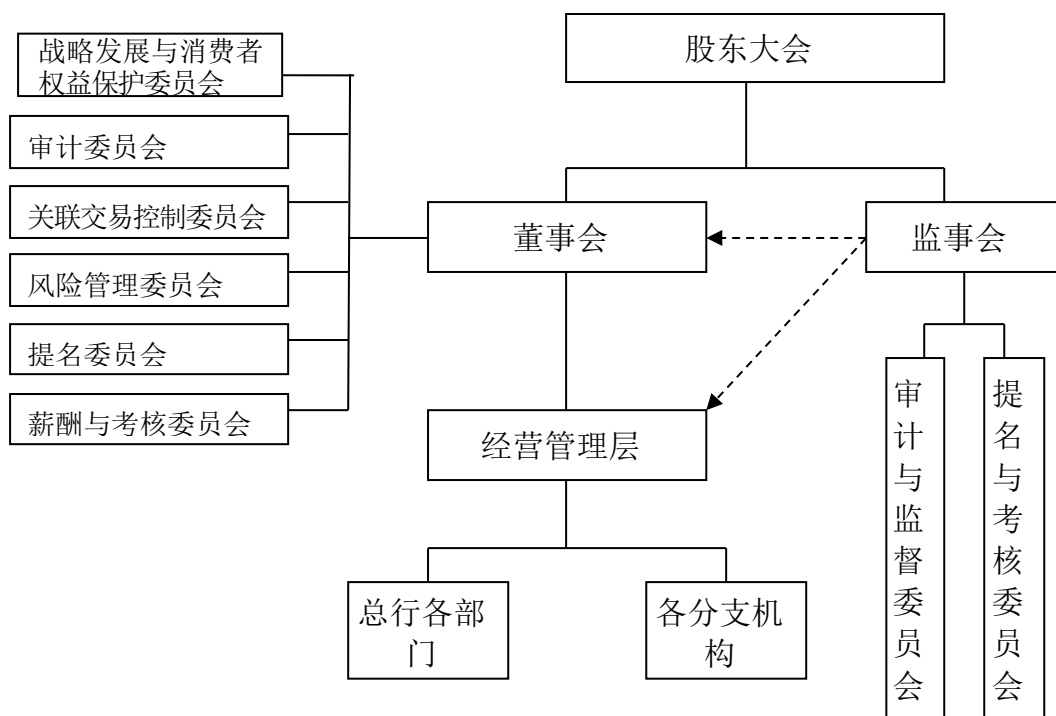 股东大会
战略发展与消费者
权益保护委员会
审计委员会
关联交易控制委员会
风险管理委员会
提名委员会
薪酬与考核委员会
董事会
监事会
经营管理层
总行各部
门
各分支机
构
审计与监督委员会
提名与考核委员会